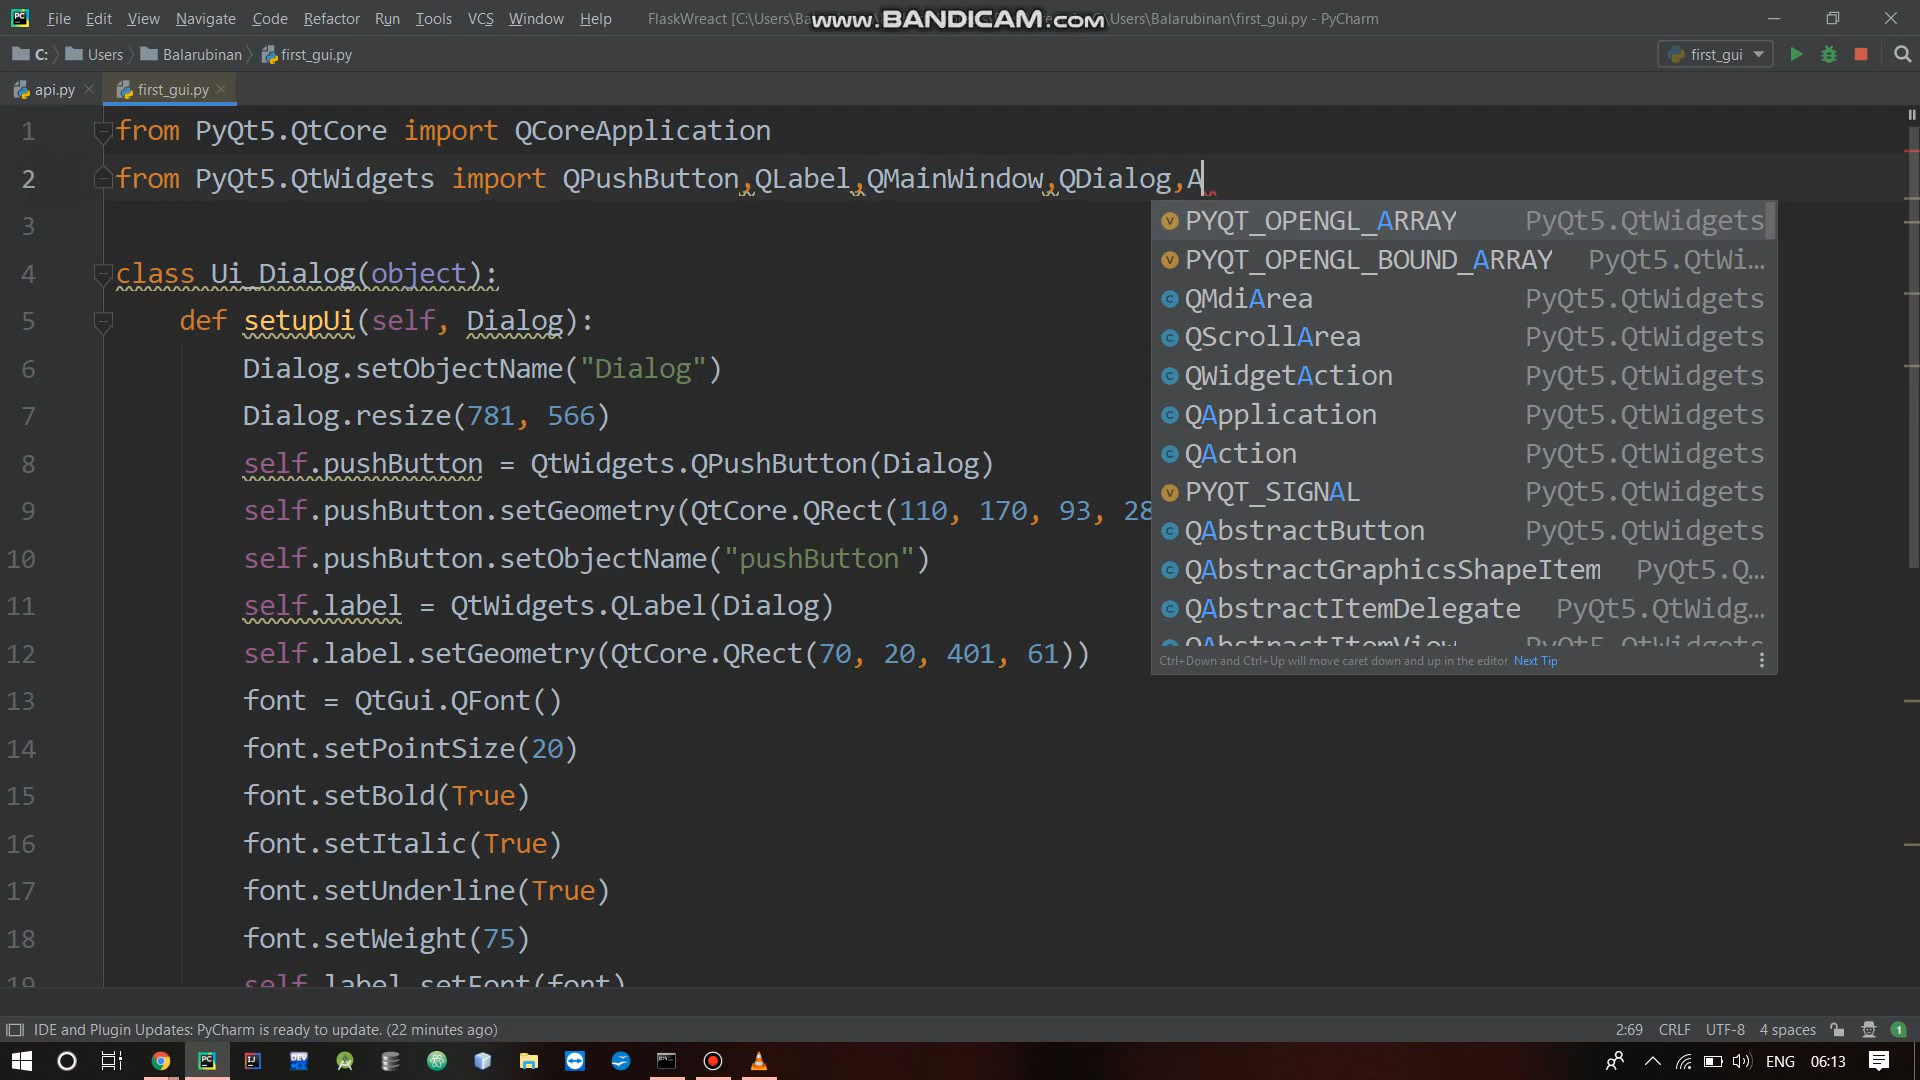 File Edit View Navigate Code Refactor Run Tools VCS Window Help FlaskWreact [C:\Users\Ba www.BANDICAM.com C:\Users\Balarubinan\first_gui.py - PyCharm
C: Users Balarubinan first_gui.py first_gui
api.py first_gui.py
1 from PyQt5.QtCore import QCoreApplication
2 from PyQt5.QtWidgets import QPushButton,QLabel,QMainWindow,QDialog,A
3
PYQT_OPENGL_ARRAY PyQt5.QtWidgets
PYQT_OPENGL_BOUND_ARRAY PyQt5.QtWi…
QMdiArea PyQt5.QtWidgets
QScrollArea PyQt5.QtWidgets
QWidgetAction PyQt5.QtWidgets
QApplication PyQt5.QtWidgets
QAction PyQt5.QtWidgets
PYQT_SIGNAL PyQt5.QtWidgets
QAbstractButton PyQt5.QtWidgets
QAbstractGraphicsShapeItem PyQt5.Q…
QAbstractItemDelegate PyQt5.QtWidg…
QAbstractItemView PyQt5.QtWidgets
Ctrl+Down and Ctrl+Up will move caret down and up in the editor Next Tip
4 class Ui_Dialog(object):
5 def setupUi(self, Dialog):
6 Dialog.setObjectName("Dialog")
7 Dialog.resize(781, 566)
8 self.pushButton = QtWidgets.QPushButton(Dialog)
9 self.pushButton.setGeometry(QtCore.QRect(110, 170, 93, 28
10 self.pushButton.setObjectName("pushButton")
11 self.label = QtWidgets.QLabel(Dialog)
12 self.label.setGeometry(QtCore.QRect(70, 20, 401, 61))
13 font = QtGui.QFont()
14 font.setPointSize(20)
15 font.setBold(True)
16 font.setItalic(True)
17 font.setUnderline(True)
18 font.setWeight(75)
19 self.label.setFont(font)
IDE and Plugin Updates: PyCharm is ready to update. (22 minutes ago) 2:69 CRLF UTF-8 4 spaces 1
ENG 06:13